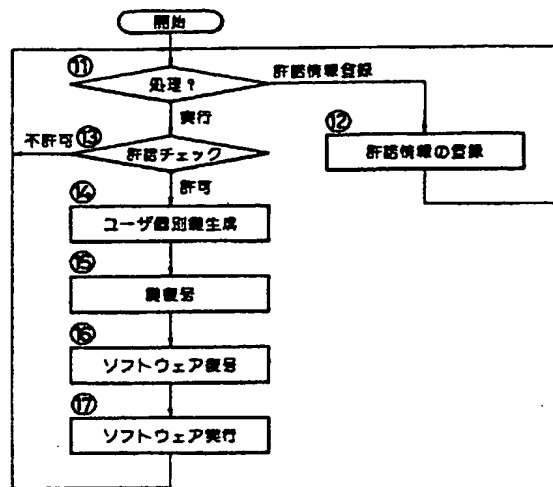 開始
⑪
処理?
許諾情報登録
実行
⑫
許諾情報の登録
不許可
⑬
許諾チェック
許可
⑭
ユーザ個別鍵生成
⑮
鍵復号
⑯
ソフトウェア復号
⑰
ソフトウェア実行